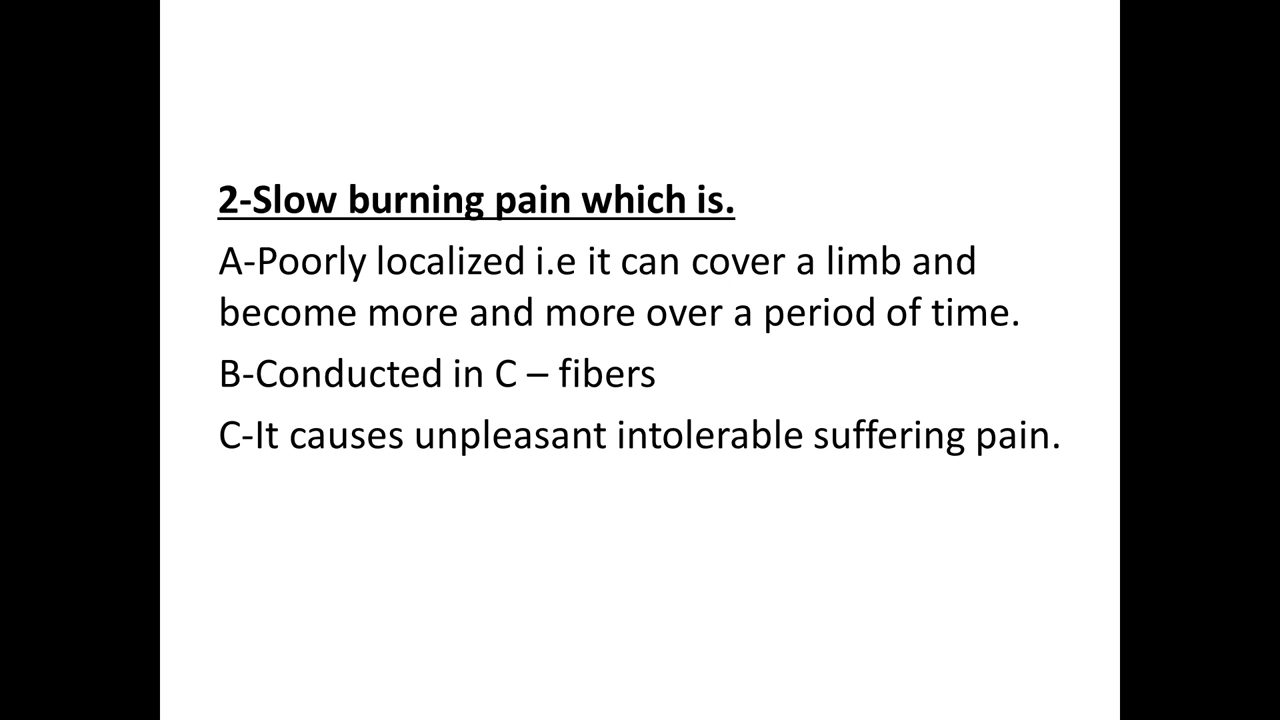 2-Slow burning pain which is.
A-Poorly localized i.e it can cover a limb and
become more and more over a period of time.
B-Conducted in C – fibers
C-It causes unpleasant intolerable suffering pain.